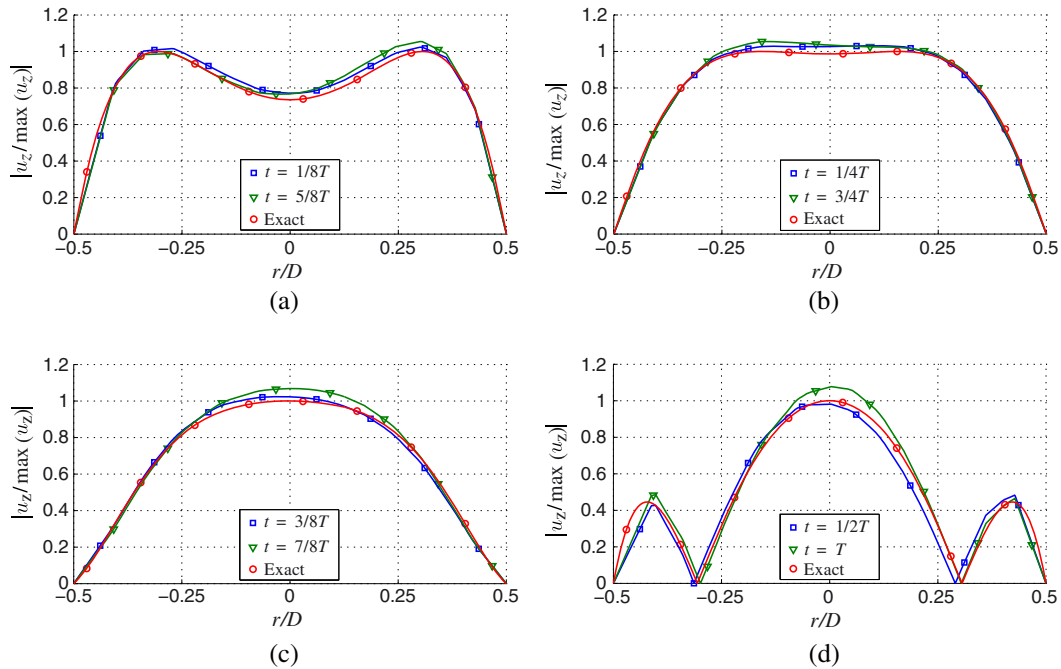 1.2
1
0.8
0.6
0.4
0.2
0
|u_z/max (u_z)|
t = 1/8T
t = 5/8T
Exact
−0.5 −0.25 0 0.25 0.5
r/D
(a)
1.2
1
0.8
0.6
0.4
0.2
0
|u_z/max (u_z)|
t = 1/4T
t = 3/4T
Exact
−0.5 −0.25 0 0.25 0.5
r/D
(b)
1.2
1
0.8
0.6
0.4
0.2
0
|u_z/max (u_z)|
t = 3/8T
t = 7/8T
Exact
−0.5 −0.25 0 0.25 0.5
r/D
(c)
1.2
1
0.8
0.6
0.4
0.2
0
|u_z/max (u_z)|
t = 1/2T
t = T
Exact
−0.5 −0.25 0 0.25 0.5
r/D
(d)